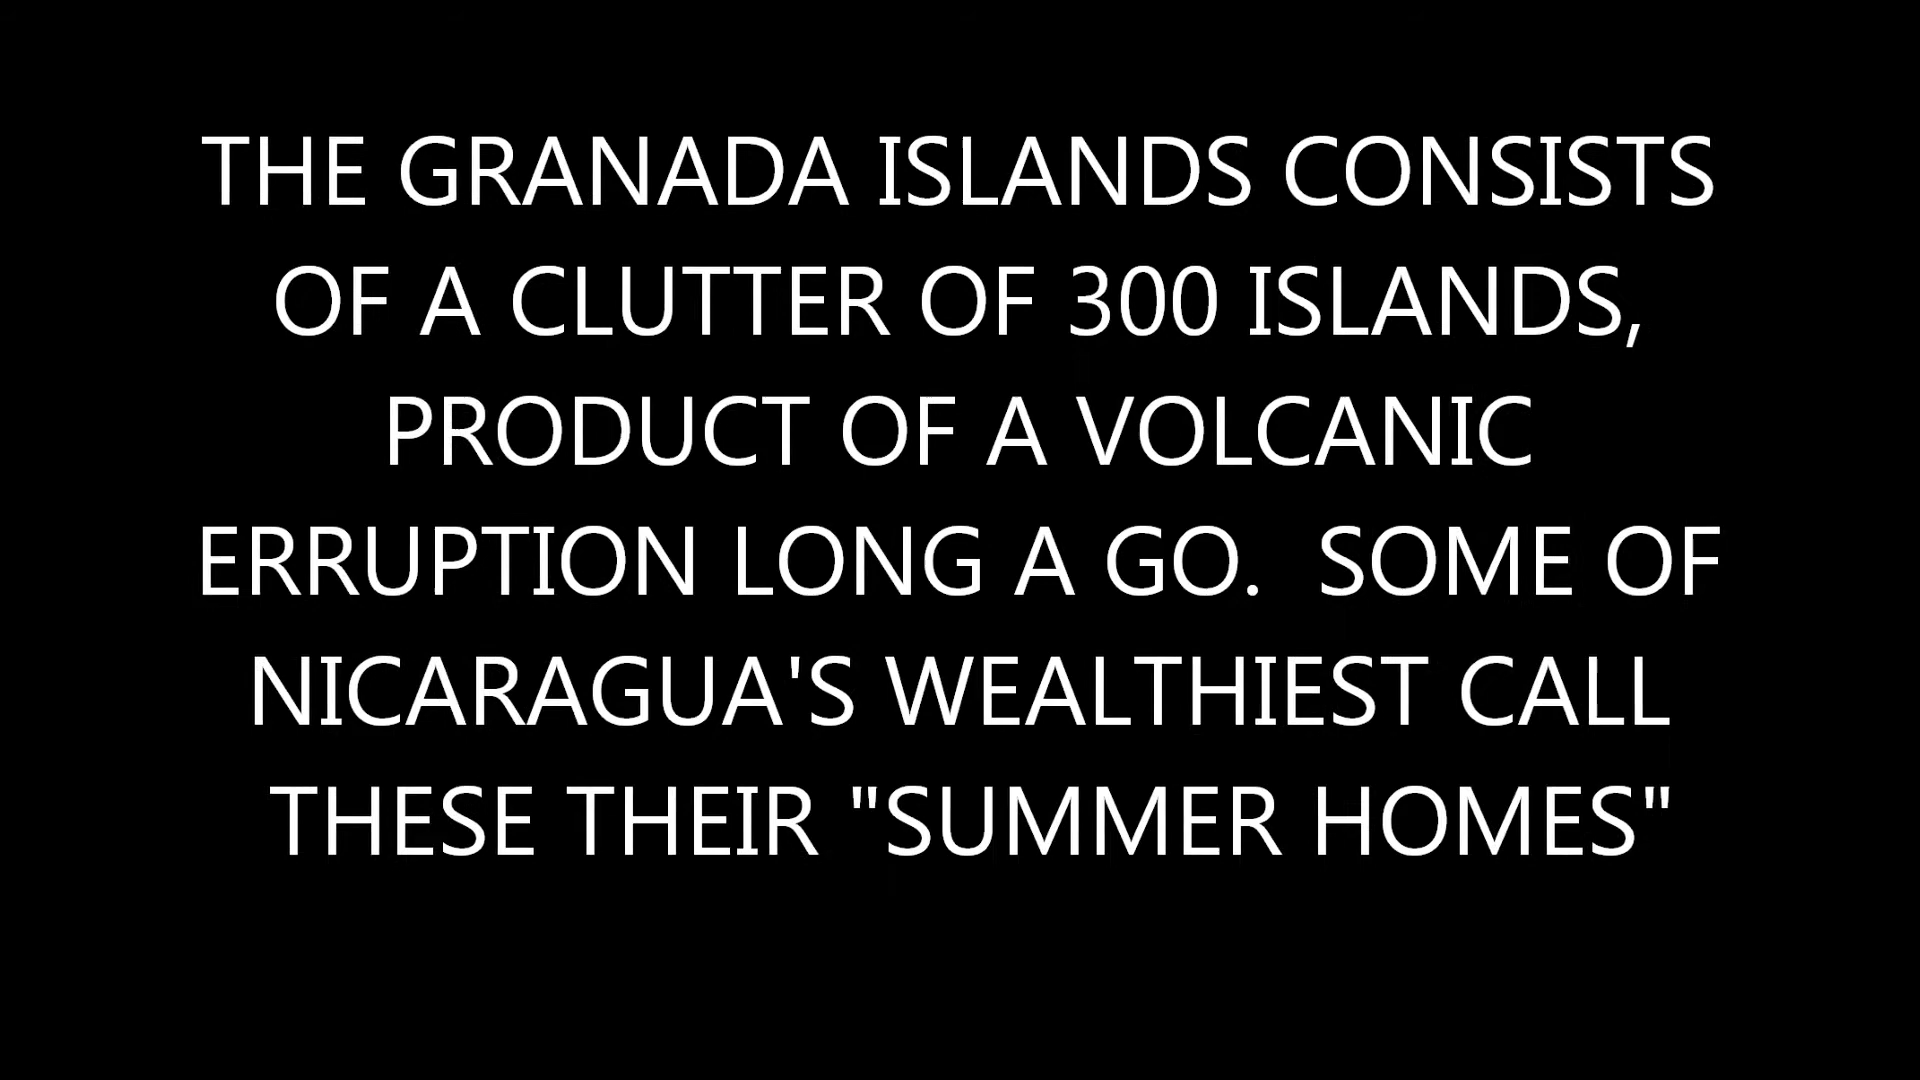 THE GRANADA ISLANDS CONSISTS
OF A CLUTTER OF 300 ISLANDS,
PRODUCT OF A VOLCANIC
ERRUPTION LONG A GO.  SOME OF
NICARAGUA'S WEALTHIEST CALL
THESE THEIR "SUMMER HOMES"